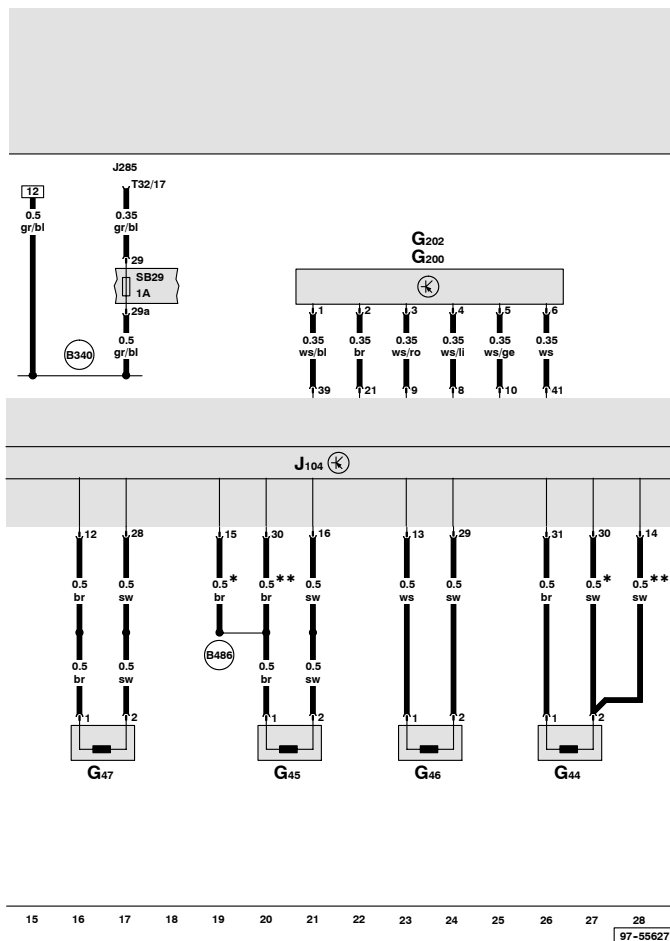 J285
12
T32/17
0.5 0.35
gr/bl gr/bl
G202
G200
29
SB29
1A
29a
1 2 3 4 5 6
0.5
gr/bl
B340
0.35 0.35 0.35 0.35 0.35 0.35
ws/bl br ws/ro ws/li ws/ge ws
39 21 9 8 10 41
J104
12 28 15 30 16 13 29 31 30 14
0.5 0.5 0.5* 0.5** 0.5 0.5 0.5 0.5 0.5* 0.5**
br sw br br sw ws sw br sw sw
B486
0.5 0.5 0.5 0.5
br sw br sw
1 2 1 2 1 2 1 2
G47 G45 G46 G44
15 16 17 18 19 20 21 22 23 24 25 26 27 28
97-55627